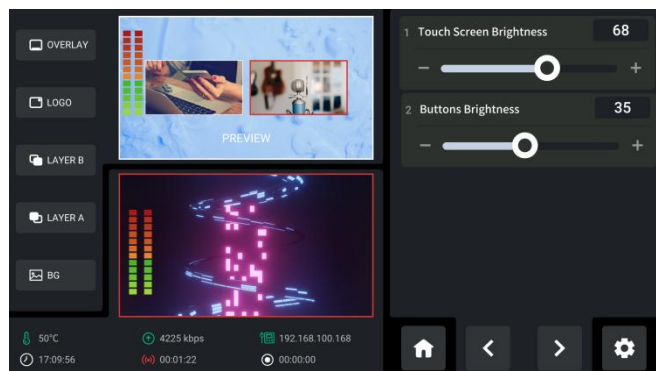 OVERLAY
LOGO
LAYER B
LAYER A
BG
PREVIEW
50°C
4225 kbps
192.168.100.168
17:09:56
00:01:22
00:00:00
1 Touch Screen Brightness 68
− +
2 Buttons Brightness 35
− +